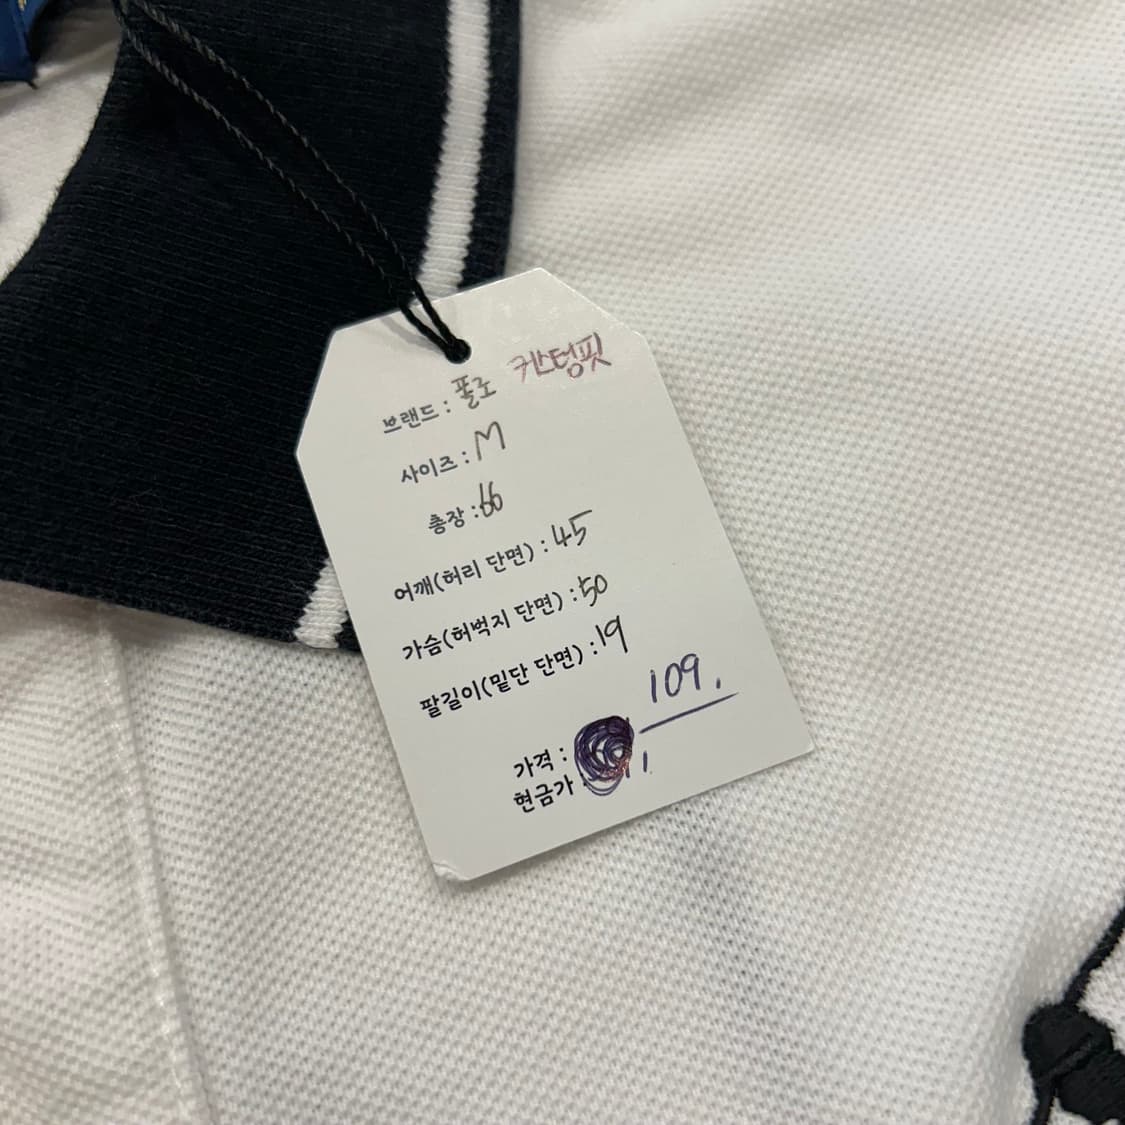 브랜드 : 폴로 커스텀핏
사이즈 : M
총장 : 66
어깨(허리 단면) : 45
가슴(허벅지 단면) : 50
팔길이(밑단 단면) : 19
109.
가격 :
현금가 :